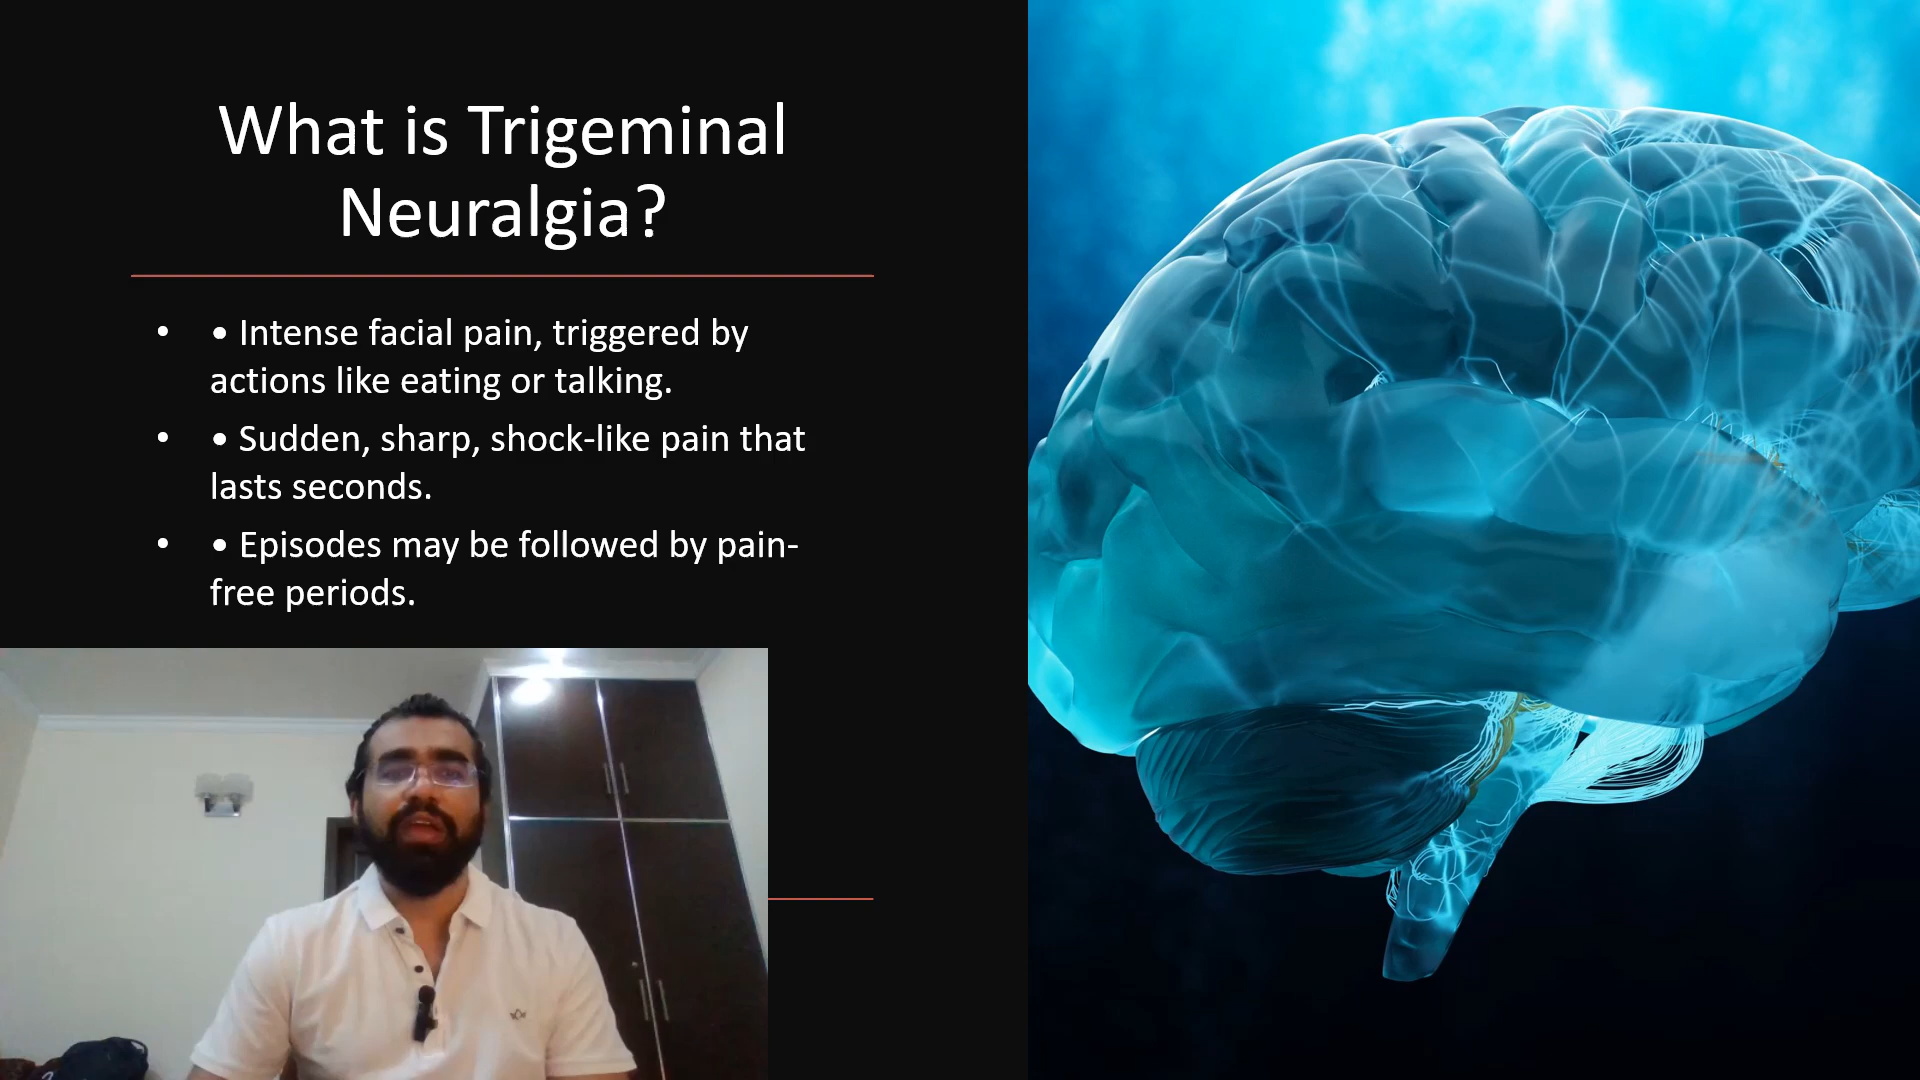 What is Trigeminal
Neuralgia?
• • Intense facial pain, triggered by
actions like eating or talking.
• • Sudden, sharp, shock-like pain that
lasts seconds.
• • Episodes may be followed by pain-
free periods.